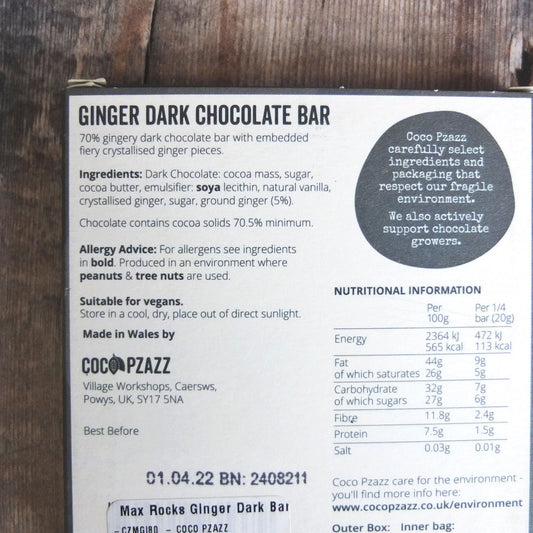 GINGER DARK CHOCOLATE BAR
70% gingery dark chocolate bar with embedded
fiery crystallised ginger pieces.
Ingredients: Dark Chocolate: cocoa mass, sugar,
cocoa butter, emulsifier: soya lecithin, natural vanilla,
crystallised ginger, sugar, ground ginger (5%).
Chocolate contains cocoa solids 70.5% minimum.
Allergy Advice: For allergens see ingredients
in bold. Produced in an environment where
peanuts & tree nuts are used.
Suitable for vegans.
Store in a cool, dry, place out of direct sunlight.
Made in Wales by
COCO PZAZZ
Village Workshops, Caersws,
Powys, UK, SY17 5NA
Best Before
01.04.22 BN: 2408211
Max Rocks Ginger Dark Bar
- CZMGIRD - COCO PZAZZ
Coco Pzazz
carefully select
ingredients and
packaging that
respect our fragile
environment.
We also actively
support chocolate
growers.
NUTRITIONAL INFORMATION
Per Per 1/4
100g bar (20g)
Energy 2364 kJ 472 kJ
565 kcal 113 kcal
Fat 44g 9g
of which saturates 26g 5g
Carbohydrate 32g 7g
of which sugars 27g 6g
Fibre 11.8g 2.4g
Protein 7.5g 1.5g
Salt 0.03g 0.01g
Coco Pzazz care for the environment -
you'll find more info here:
www.cocopzazz.co.uk/environment
Outer Box: Inner bag: